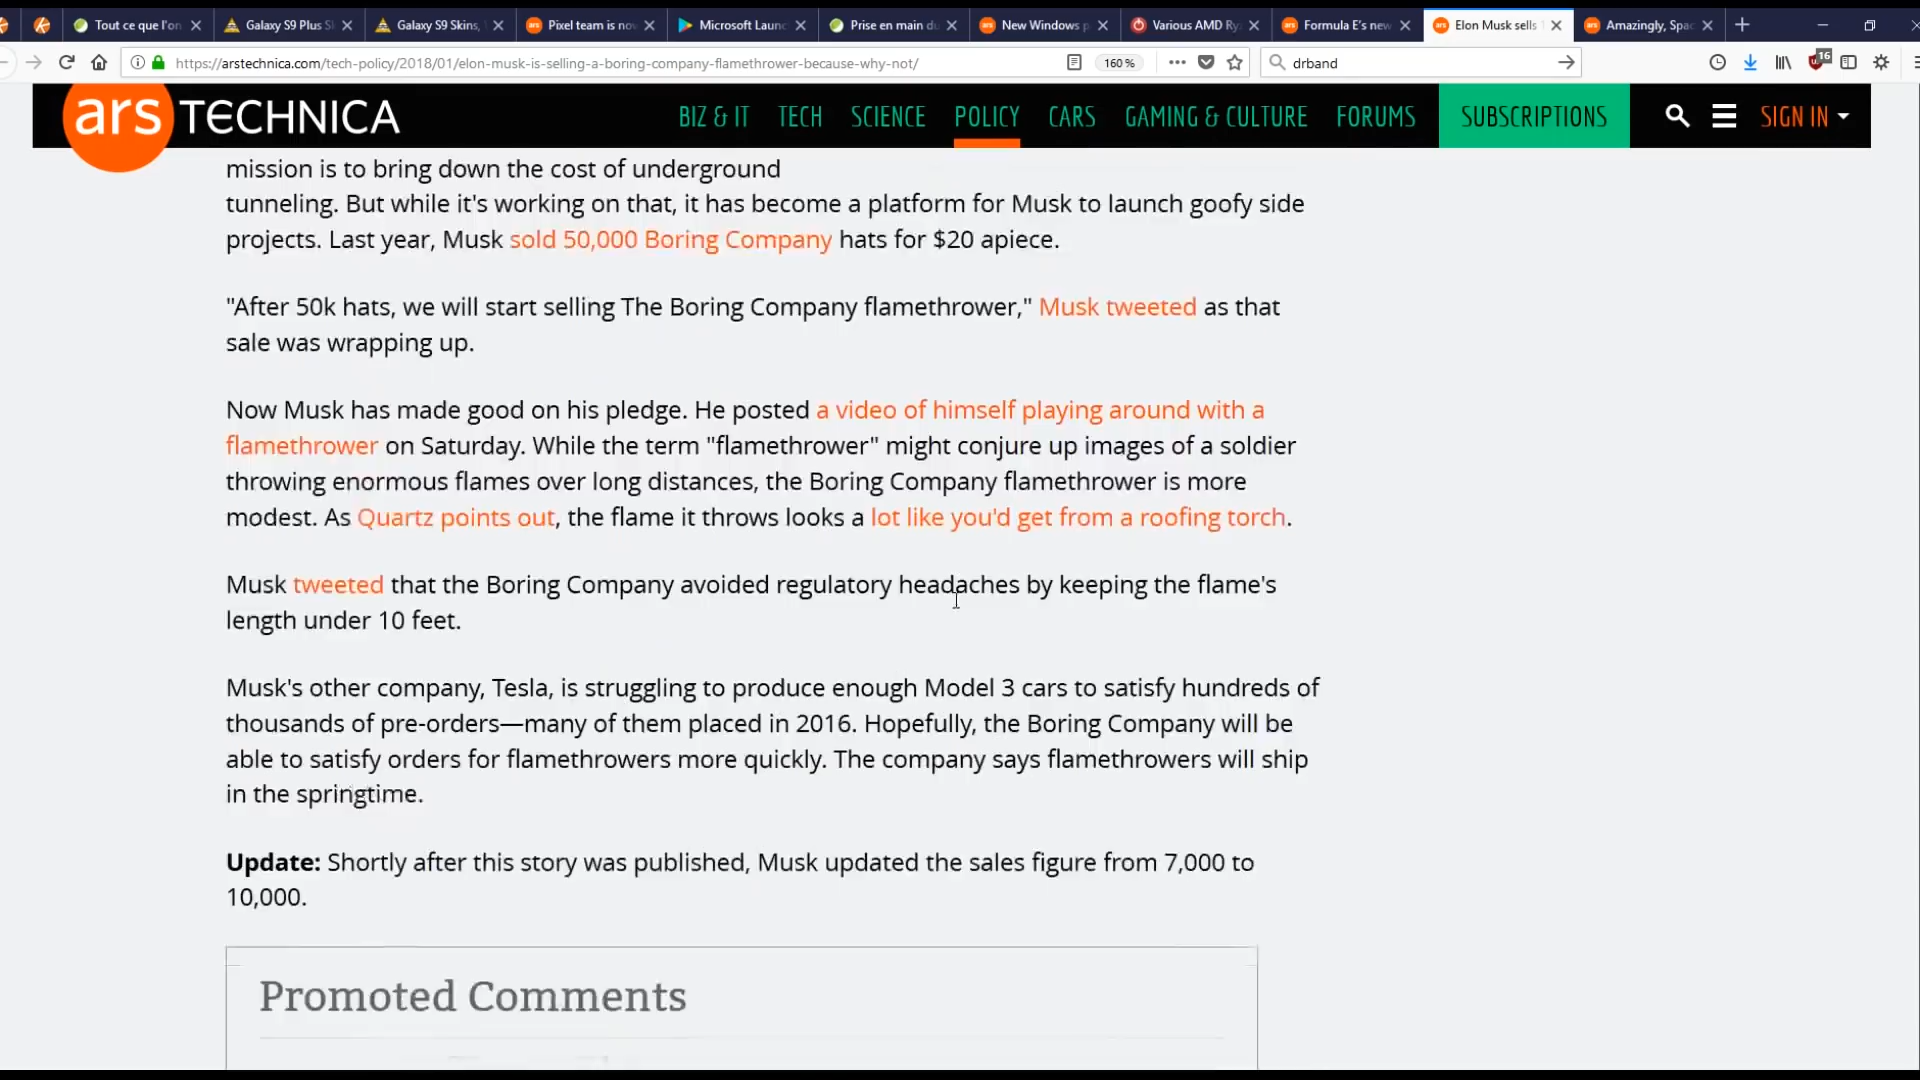 Tout ce que l'on
Galaxy S9 Plus S
Galaxy S9 Skins,
Pixel team is now
Microsoft Launc
Prise en main du
New Windows p
Various AMD Ry
Formula E's new
Elon Musk sells
Amazingly, Spac
https://arstechnica.com/tech-policy/2018/01/elon-musk-is-selling-a-boring-company-flamethrower-because-why-not/
160 %
drband
16
ars TECHNICA
BIZ & IT
TECH
SCIENCE
POLICY
CARS
GAMING & CULTURE
FORUMS
SUBSCRIPTIONS
SIGN IN
mission is to bring down the cost of underground
tunneling. But while it's working on that, it has become a platform for Musk to launch goofy side
projects. Last year, Musk sold 50,000 Boring Company hats for $20 apiece.
"After 50k hats, we will start selling The Boring Company flamethrower," Musk tweeted as that
sale was wrapping up.
Now Musk has made good on his pledge. He posted a video of himself playing around with a
flamethrower on Saturday. While the term "flamethrower" might conjure up images of a soldier
throwing enormous flames over long distances, the Boring Company flamethrower is more
modest. As Quartz points out, the flame it throws looks a lot like you'd get from a roofing torch.
Musk tweeted that the Boring Company avoided regulatory headaches by keeping the flame's
length under 10 feet.
Musk's other company, Tesla, is struggling to produce enough Model 3 cars to satisfy hundreds of
thousands of pre-orders—many of them placed in 2016. Hopefully, the Boring Company will be
able to satisfy orders for flamethrowers more quickly. The company says flamethrowers will ship
in the springtime.
Update: Shortly after this story was published, Musk updated the sales figure from 7,000 to
10,000.
Promoted Comments